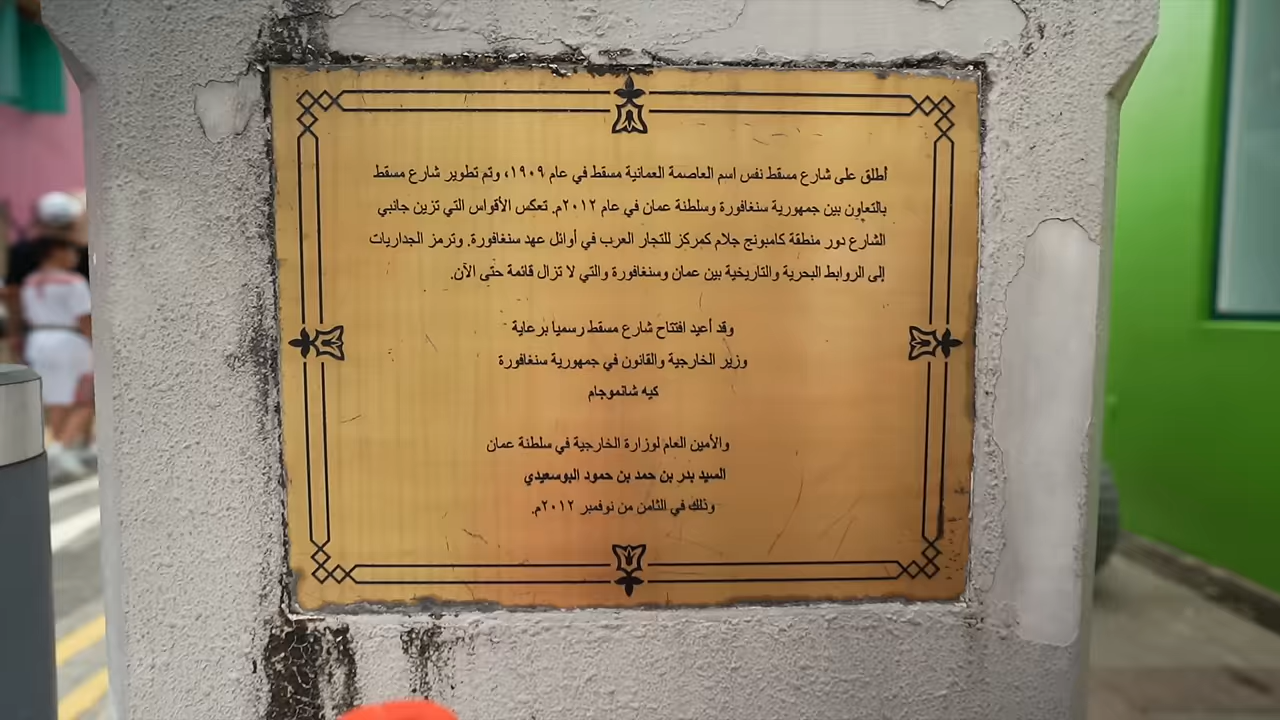 أطلق على شارع مسقط نفس اسم العاصمة العمانية مسقط في عام ١٩٠٩، وتم تطوير شارع مسقط
بالتعاون بين جمهورية سنغافورة وسلطنة عمان في عام ٢٠١٢م. تعكس الأقواس التي تزين جانبي
الشارع دور منطقة كامبونج جلام كمركز للتجار العرب في أوائل عهد سنغافورة. وترمز الجداريات
إلى الروابط البحرية والتاريخية بين عمان وسنغافورة والتي لا تزال قائمة حتى الآن.
وقد أعيد افتتاح شارع مسقط رسميا برعاية
وزير الخارجية والقانون في جمهورية سنغافورة
كيه شانموجام
والأمين العام لوزارة الخارجية في سلطنة عمان
السيد بدر بن حمد بن حمود البوسعيدي
وذلك في الثامن من نوفمبر ٢٠١٢م.